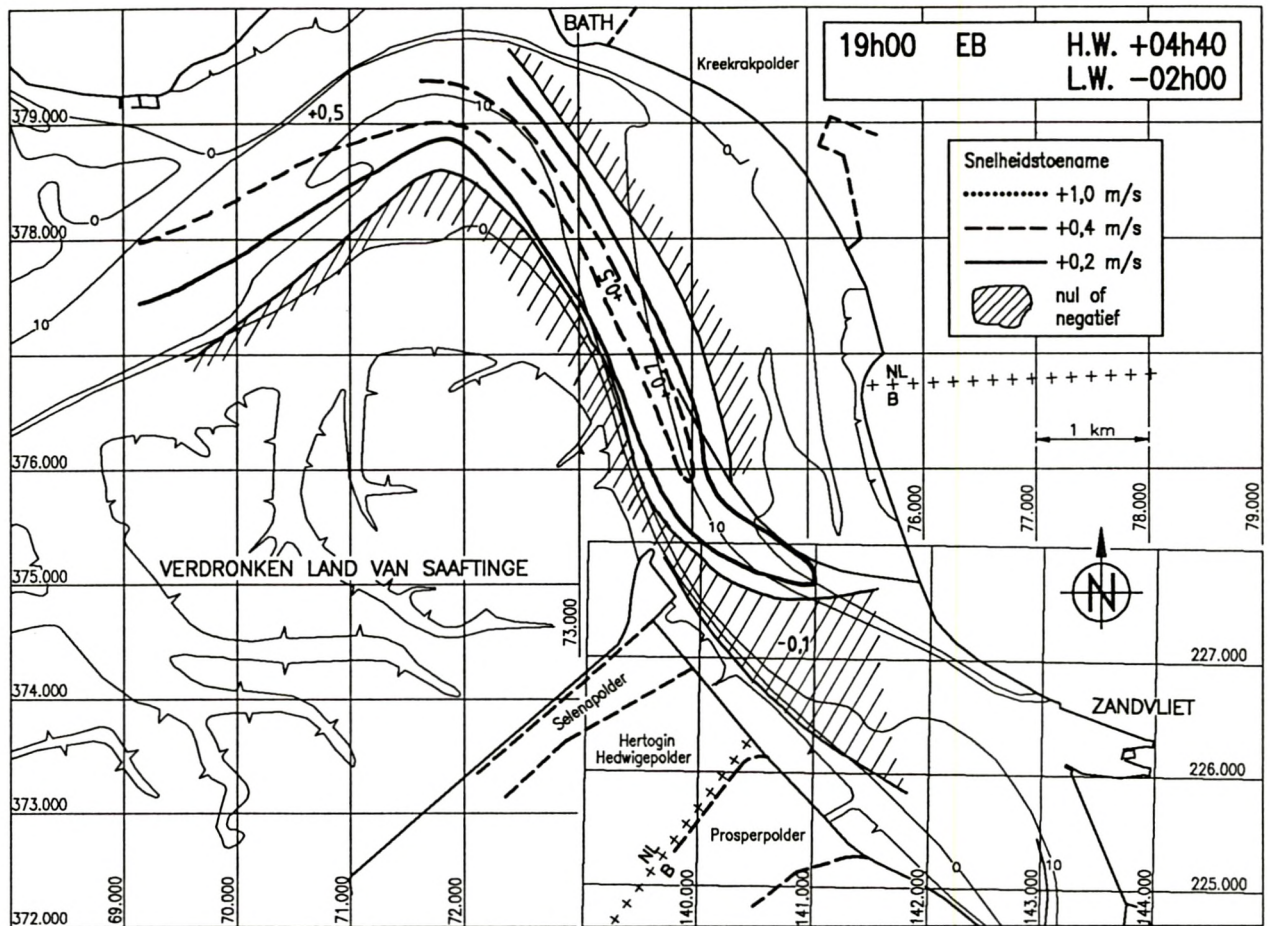 BATH
Kreekrakpolder
19h00 EB H.W. +04h40
L.W. -02h00
Snelheidstoename
+1,0 m/s
+0,4 m/s
+0,2 m/s
nul of
negatief
379.000
+0,5
10
0
0
0
378.000
0
10
+0,5
+0,7
NL
B
1 km
376.000
10
76.000
77.000
78.000
79.000
VERDRONKEN LAND VAN SAAFTINGE
375.000
73.000
N
-0,1
227.000
374.000
Selenapolder
ZANDVLIET
Hertogin
Hedwigepolder
226.000
373.000
Prosperpolder
NL
B
0
10
225.000
372.000
69.000
70.000
71.000
72.000
140.000
141.000
142.000
143.000
144.000